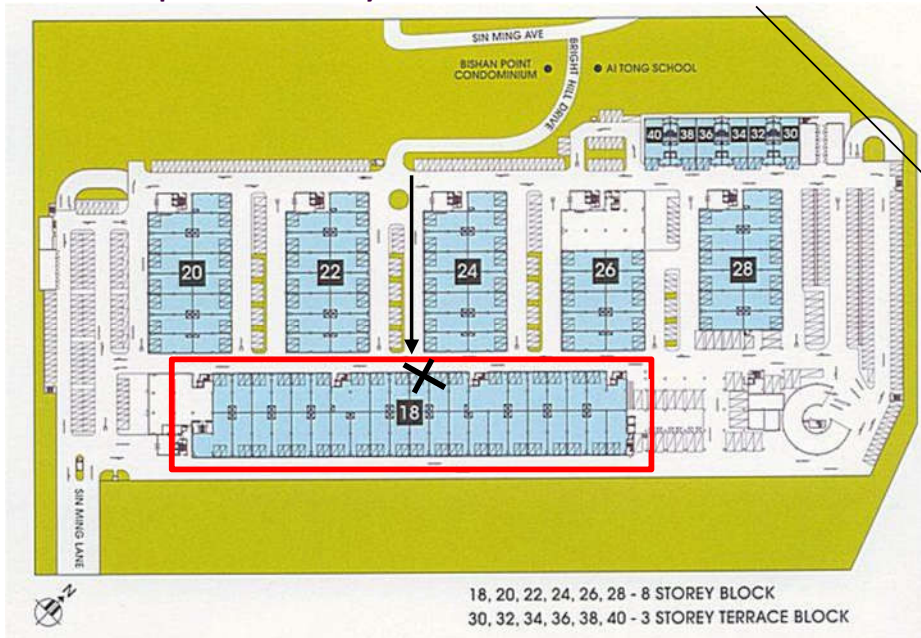 SIN MING AVE
BISHAN POINT
CONDOMINIUM
AI TONG SCHOOL
BRIGHT HILL DRIVE
40 38 36 34 32 30
20
22
24
26
28
18
SIN MING LANE
N
18, 20, 22, 24, 26, 28 - 8 STOREY BLOCK
30, 32, 34, 36, 38, 40 - 3 STOREY TERRACE BLOCK